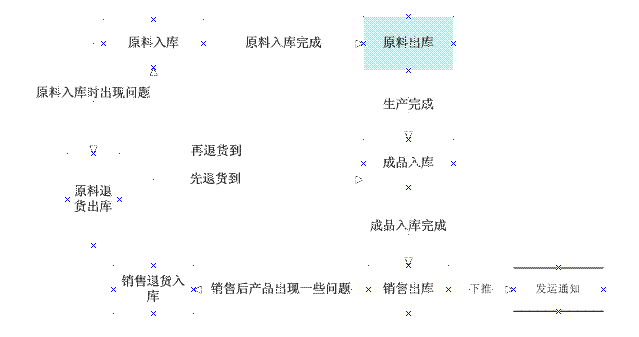 原料入库
原料入库完成
原料出库
原料入库时出现问题
生产完成
再退货到
成品入库
先退货到
原料退
货出库
成品入库完成
销售退货入
库
销售后产品出现一些问题
销售出库
下推
发运通知